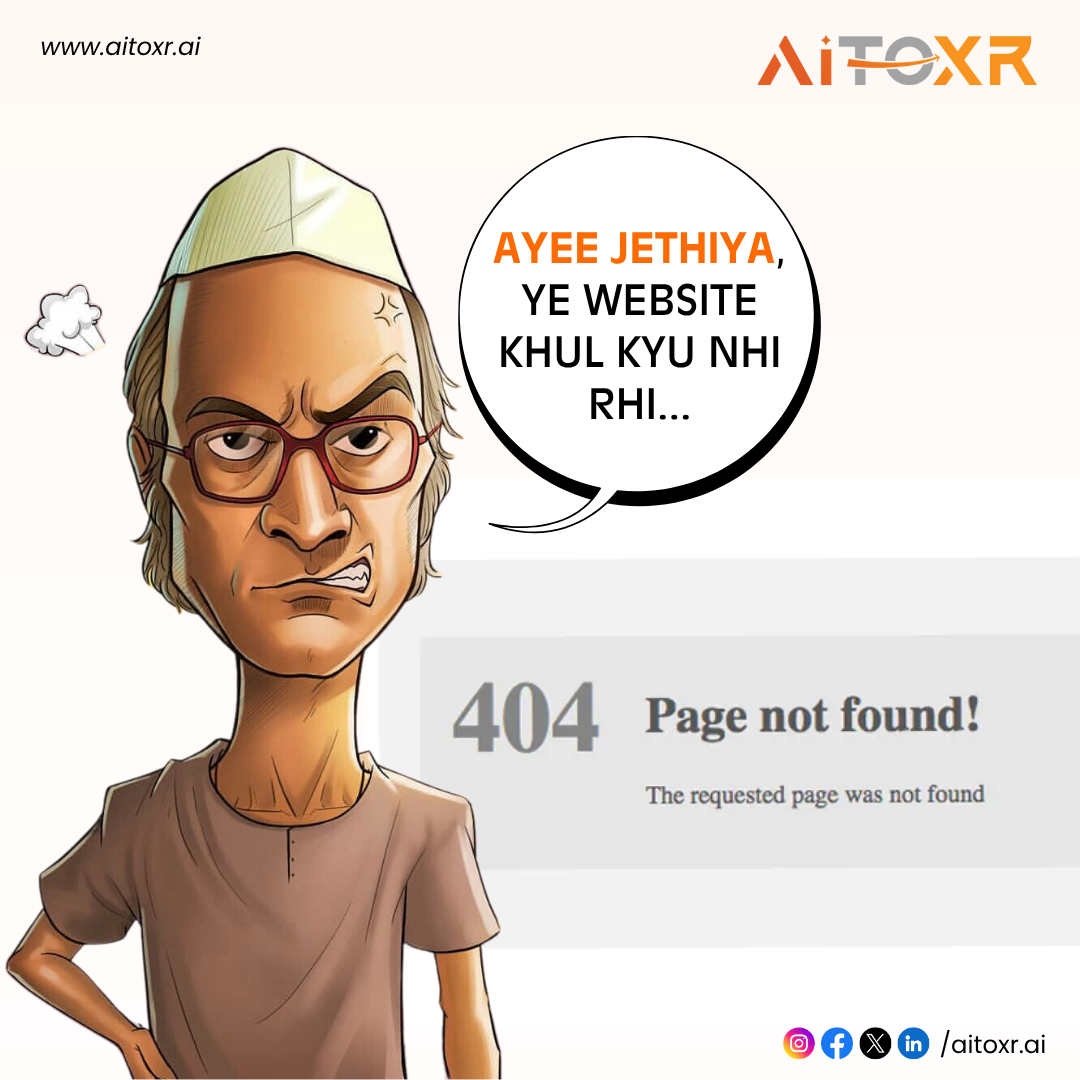 www.aitoxr.ai
AiTOXR
AYEE JETHIYA,
YE WEBSITE
KHUL KYU NHI
RHI...
404
Page not found!
The requested page was not found
/aitoxr.ai